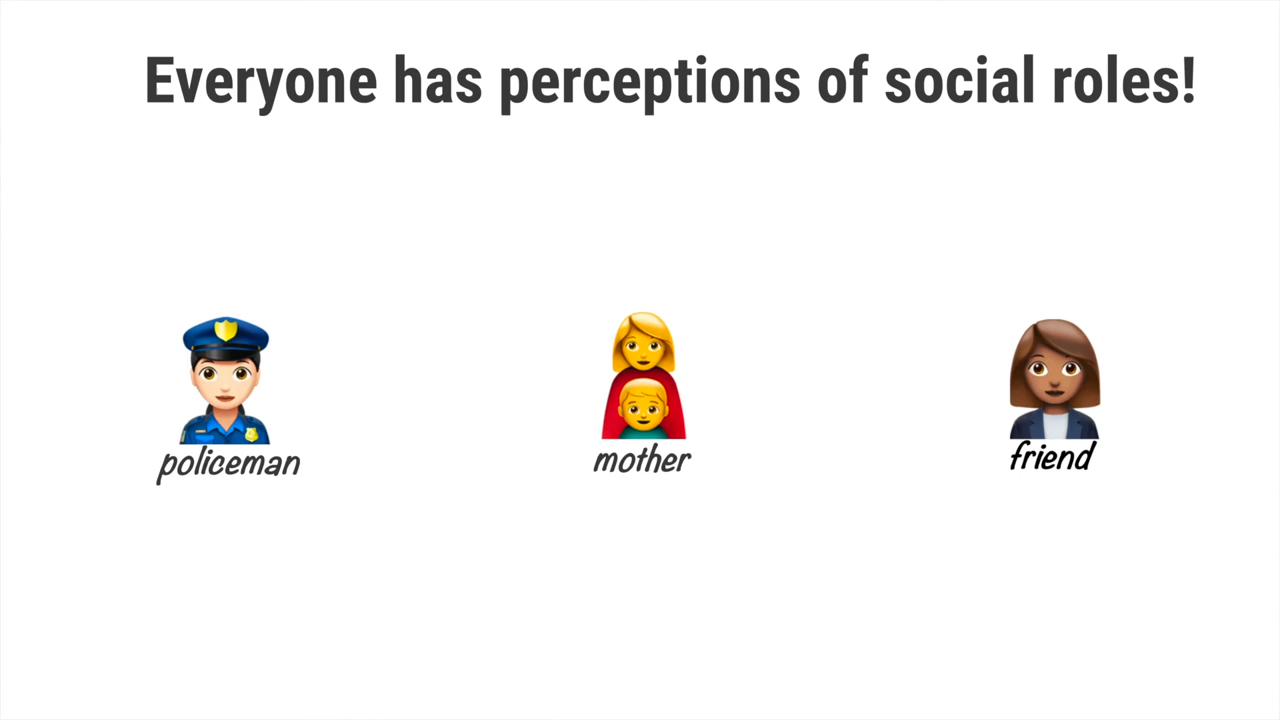 Everyone has perceptions of social roles!
policeman
mother
friend